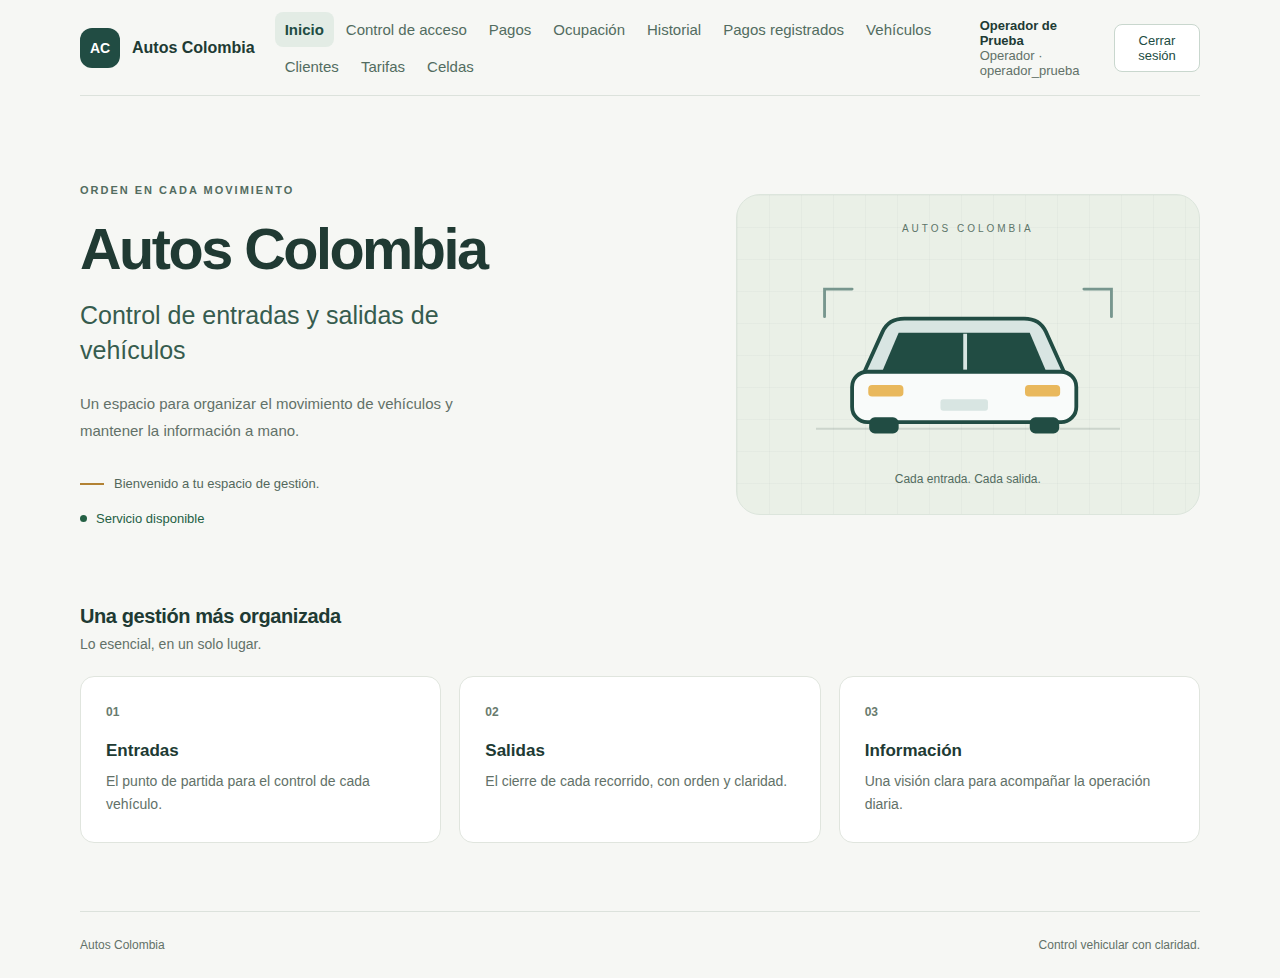 AC
Autos Colombia
Inicio
Control de acceso
Pagos
Ocupación
Historial
Pagos registrados
Vehículos
Clientes
Tarifas
Celdas
Operador de
Prueba
Operador ·
operador_prueba
Cerrar
sesión
ORDEN EN CADA MOVIMIENTO
Autos Colombia
Control de entradas y salidas de
vehículos
Un espacio para organizar el movimiento de vehículos y
mantener la información a mano.
Bienvenido a tu espacio de gestión.
Servicio disponible
AUTOS COLOMBIA
Cada entrada. Cada salida.
Una gestión más organizada
Lo esencial, en un solo lugar.
01
Entradas
El punto de partida para el control de cada
vehículo.
02
Salidas
El cierre de cada recorrido, con orden y claridad.
03
Información
Una visión clara para acompañar la operación
diaria.
Autos Colombia
Control vehicular con claridad.